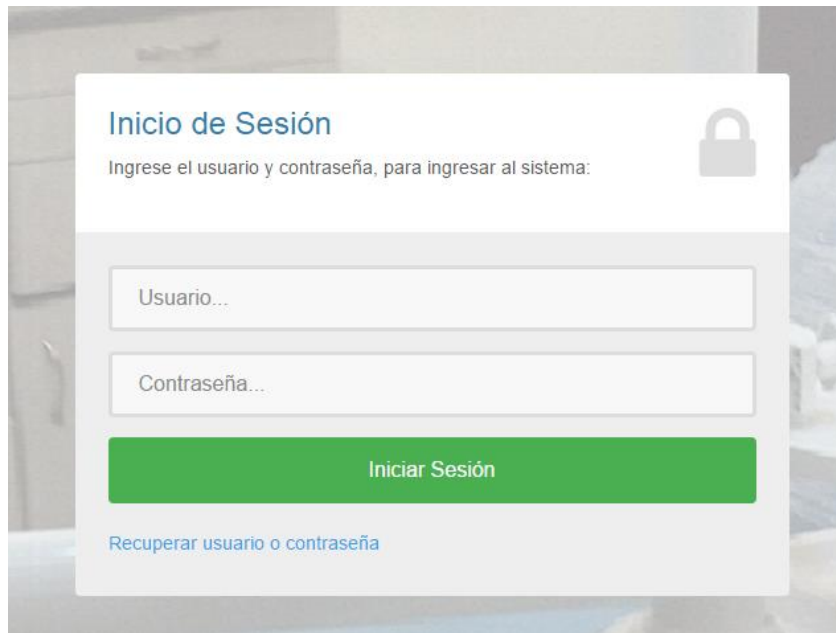 Inicio de Sesión
Ingrese el usuario y contraseña, para ingresar al sistema:
Usuario...
Contraseña...
Iniciar Sesión
Recuperar usuario o contraseña